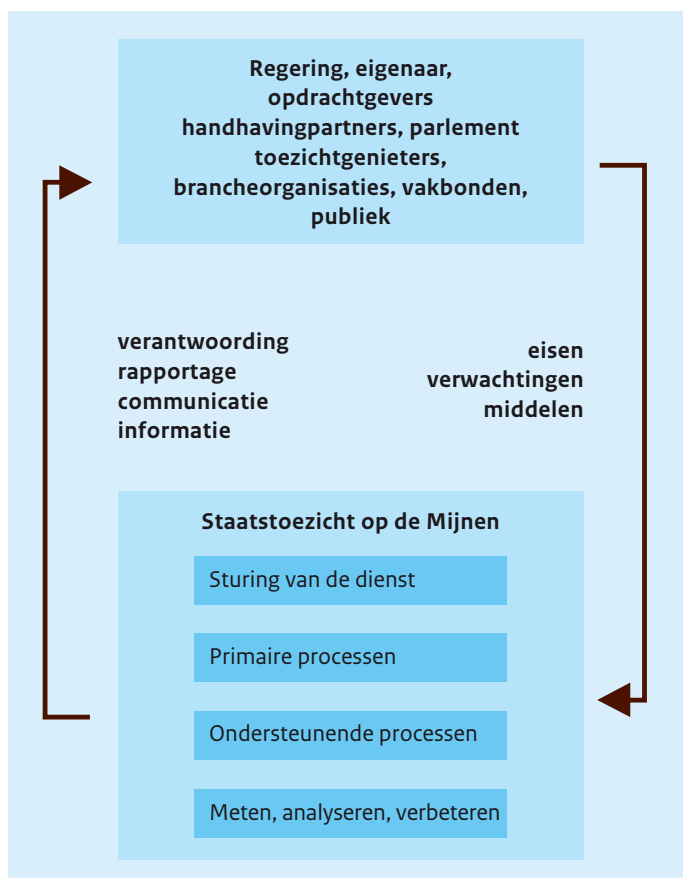 Regering, eigenaar,
opdrachtgevers
handhavingpartners, parlement
toezichtgenieters,
brancheorganisaties, vakbonden,
publiek
verantwoording
rapportage
communicatie
informatie
eisen
verwachtingen
middelen
Staatstoezicht op de Mijnen
Sturing van de dienst
Primaire processen
Ondersteunende processen
Meten, analyseren, verbeteren